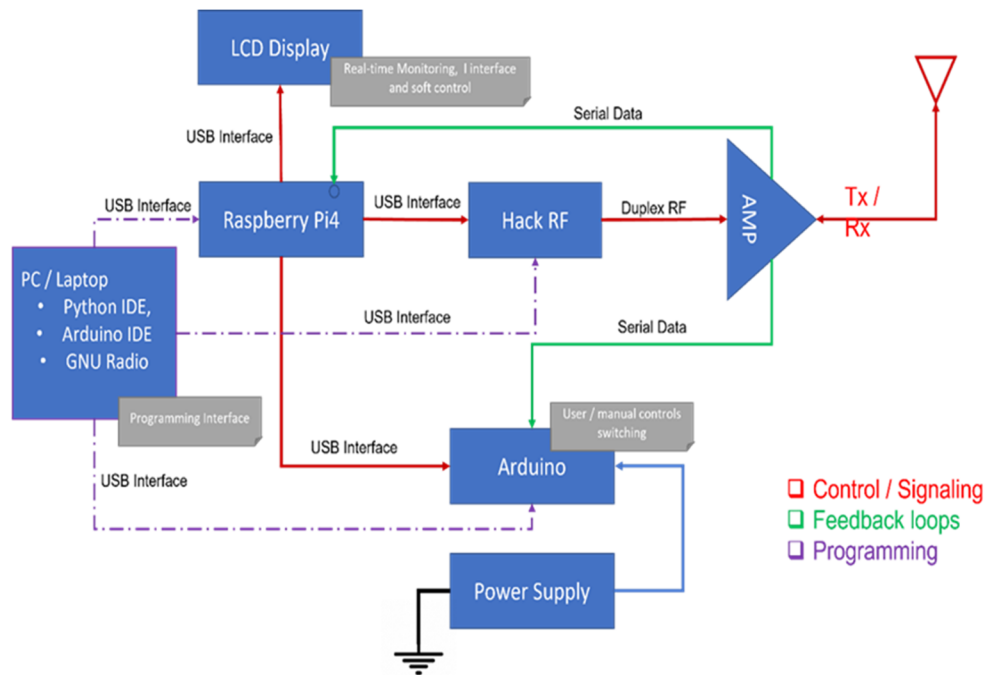 LCD Display
Real-time Monitoring, I interface
and soft control
USB Interface
Serial Data
USB Interface
Raspberry Pi4
USB Interface
Hack RF
Duplex RF
AMP
Tx /
Rx
PC / Laptop
• Python IDE,
• Arduino IDE
• GNU Radio
USB Interface
Serial Data
Programming Interface
User / manual controls
switching
USB Interface
Arduino
USB Interface
❑ Control / Signaling
❑ Feedback loops
❑ Programming
Power Supply